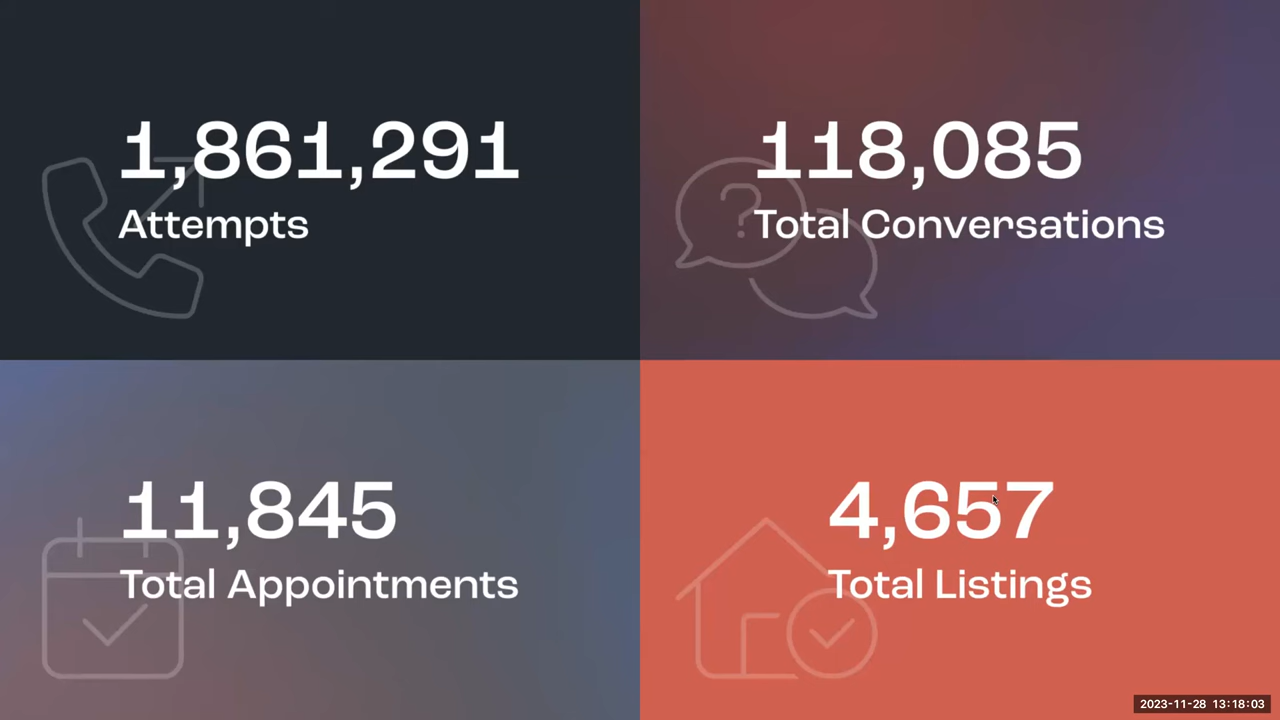 1,861,291
Attempts
118,085
Total Conversations
11,845
Total Appointments
4,657
Total Listings
2023-11-28 13:18:03